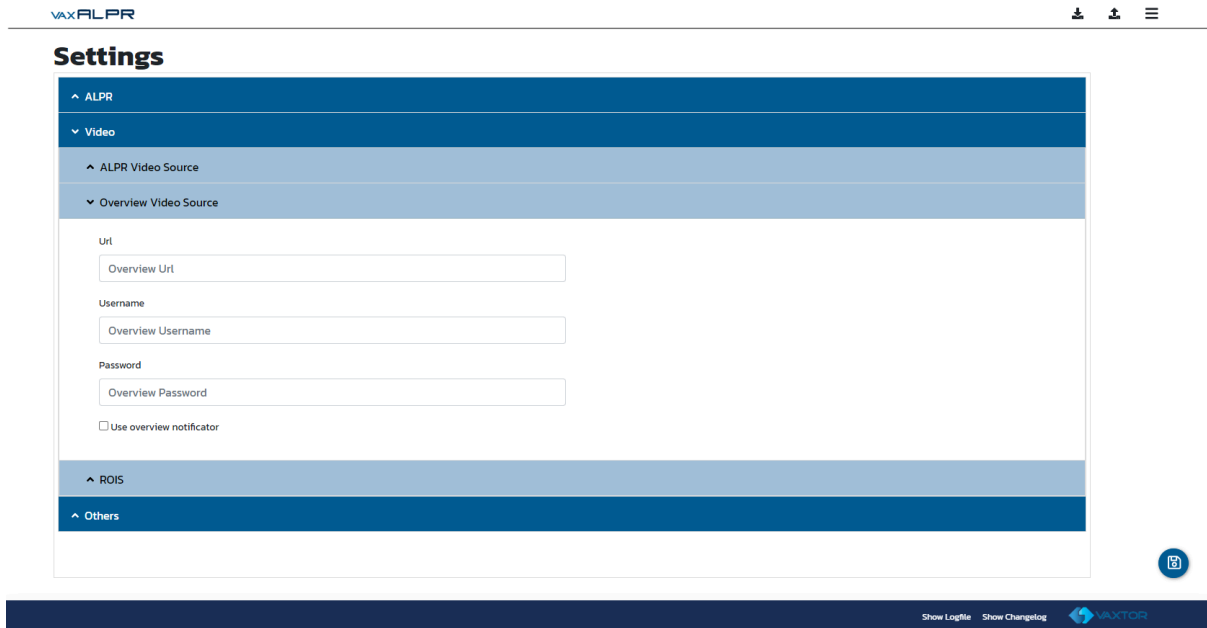 VAXALPR
Settings
ALPR
Video
ALPR Video Source
Overview Video Source
Url
Overview Url
Username
Overview Username
Password
Overview Password
Use overview notificator
ROIS
Others
Show Logfile Show Changelog VAXTOR